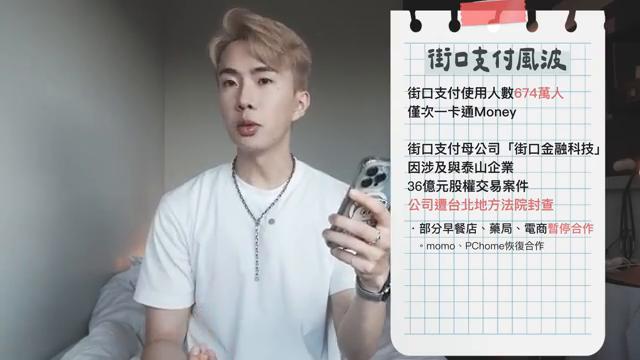 街口支付風波
街口支付使用人數674萬人
僅次一卡通Money
街口支付母公司「街口金融科技」
因涉及與泰山企業
36億元股權交易案件
公司遭台北地方法院封查
·部分早餐店、藥局、電商暫停合作
。momo、PChome恢復合作